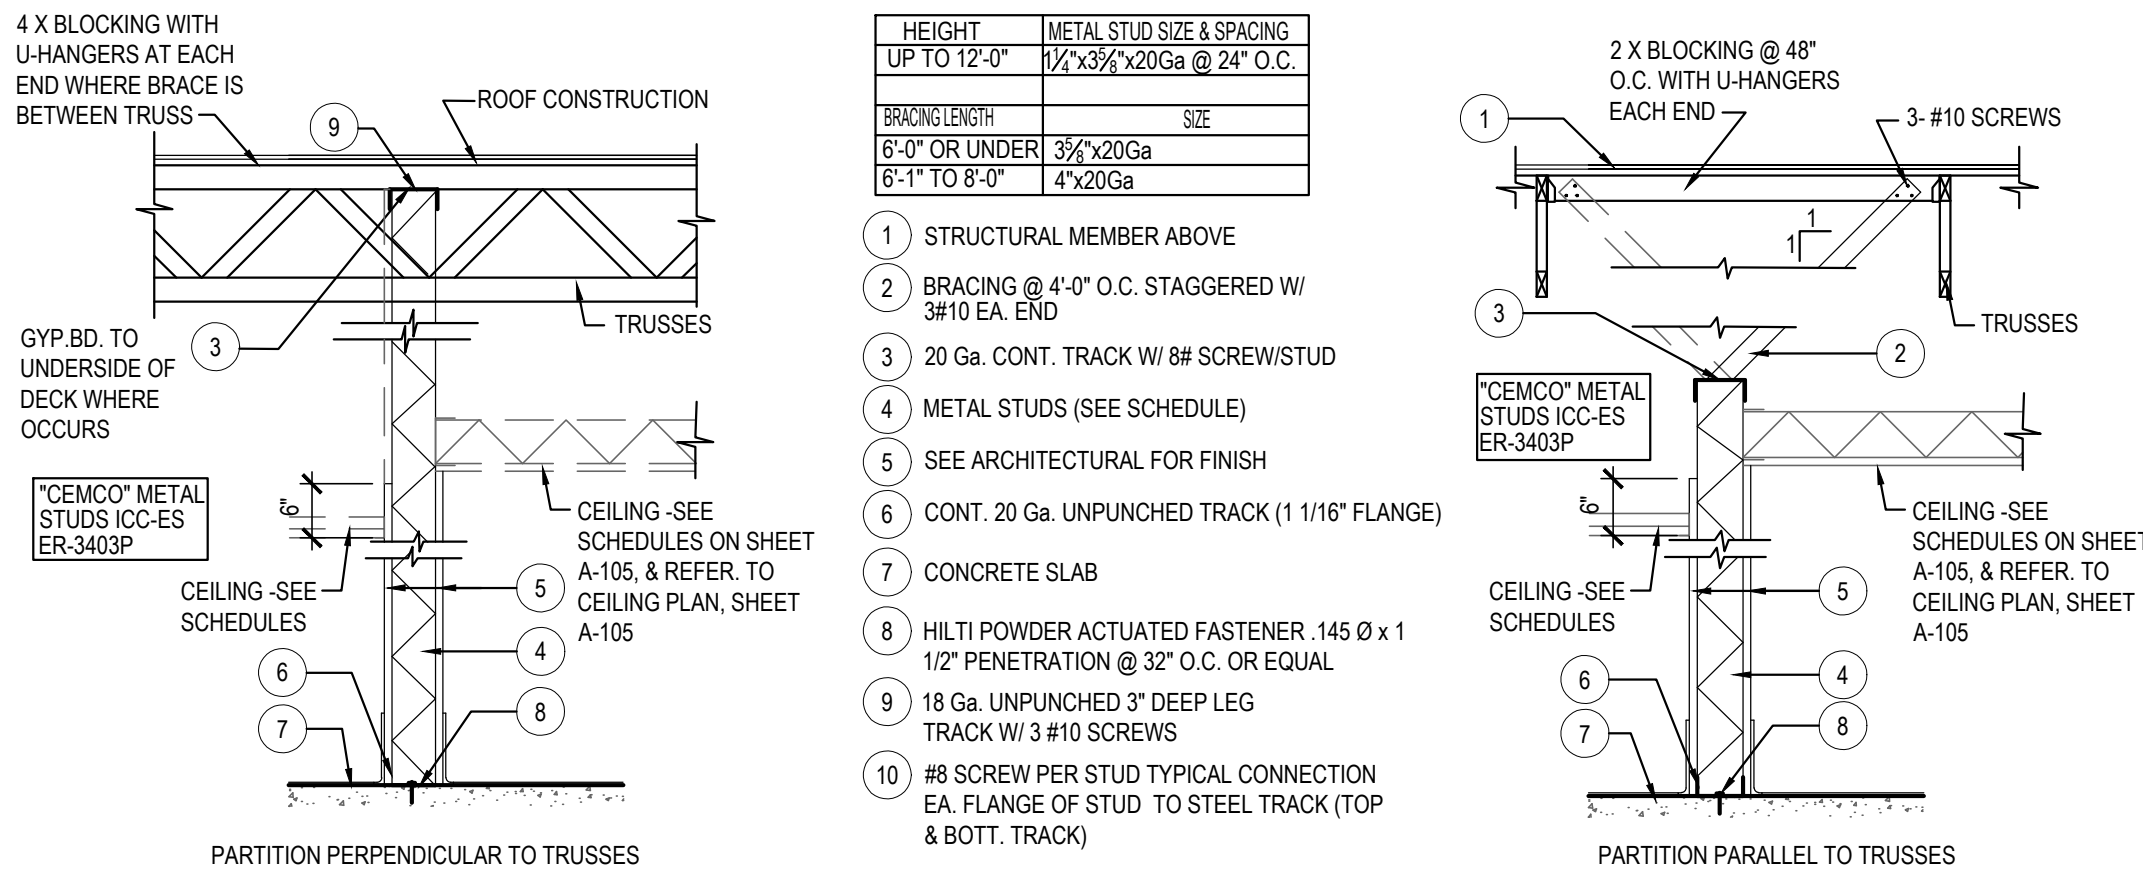 4 X BLOCKING WITH
U-HANGERS AT EACH
END WHERE BRACE IS
BETWEEN TRUSS
9
ROOF CONSTRUCTION
TRUSSES
3
GYP.BD. TO
UNDERSIDE OF
DECK WHERE
OCCURS
"CEMCO" METAL
STUDS ICC-ES
ER-3403P
6"
CEILING -SEE
SCHEDULES
CEILING -SEE
SCHEDULES ON SHEET
A-105, & REFER. TO
CEILING PLAN, SHEET
A-105
5
4
6
7
8
PARTITION PERPENDICULAR TO TRUSSES
HEIGHT METAL STUD SIZE & SPACING
UP TO 12'-0" 1¼"x3⅝"x20Ga @ 24" O.C.
BRACING LENGTH SIZE
6'-0" OR UNDER 3⅝"x20Ga
6'-1" TO 8'-0" 4"x20Ga
1 STRUCTURAL MEMBER ABOVE
2 BRACING @ 4'-0" O.C. STAGGERED W/
3#10 EA. END
3 20 Ga. CONT. TRACK W/ 8# SCREW/STUD
4 METAL STUDS (SEE SCHEDULE)
5 SEE ARCHITECTURAL FOR FINISH
6 CONT. 20 Ga. UNPUNCHED TRACK (1 1/16" FLANGE)
7 CONCRETE SLAB
8 HILTI POWDER ACTUATED FASTENER .145 Ø x 1
1/2" PENETRATION @ 32" O.C. OR EQUAL
9 18 Ga. UNPUNCHED 3" DEEP LEG
TRACK W/ 3 #10 SCREWS
10 #8 SCREW PER STUD TYPICAL CONNECTION
EA. FLANGE OF STUD TO STEEL TRACK (TOP
& BOTT. TRACK)
2 X BLOCKING @ 48"
O.C. WITH U-HANGERS
EACH END
1
3- #10 SCREWS
1
1
TRUSSES
3
2
"CEMCO" METAL
STUDS ICC-ES
ER-3403P
6"
CEILING -SEE
SCHEDULES
CEILING -SEE
SCHEDULES ON SHEET
A-105, & REFER. TO
CEILING PLAN, SHEET
A-105
5
4
6
7
8
PARTITION PARALLEL TO TRUSSES